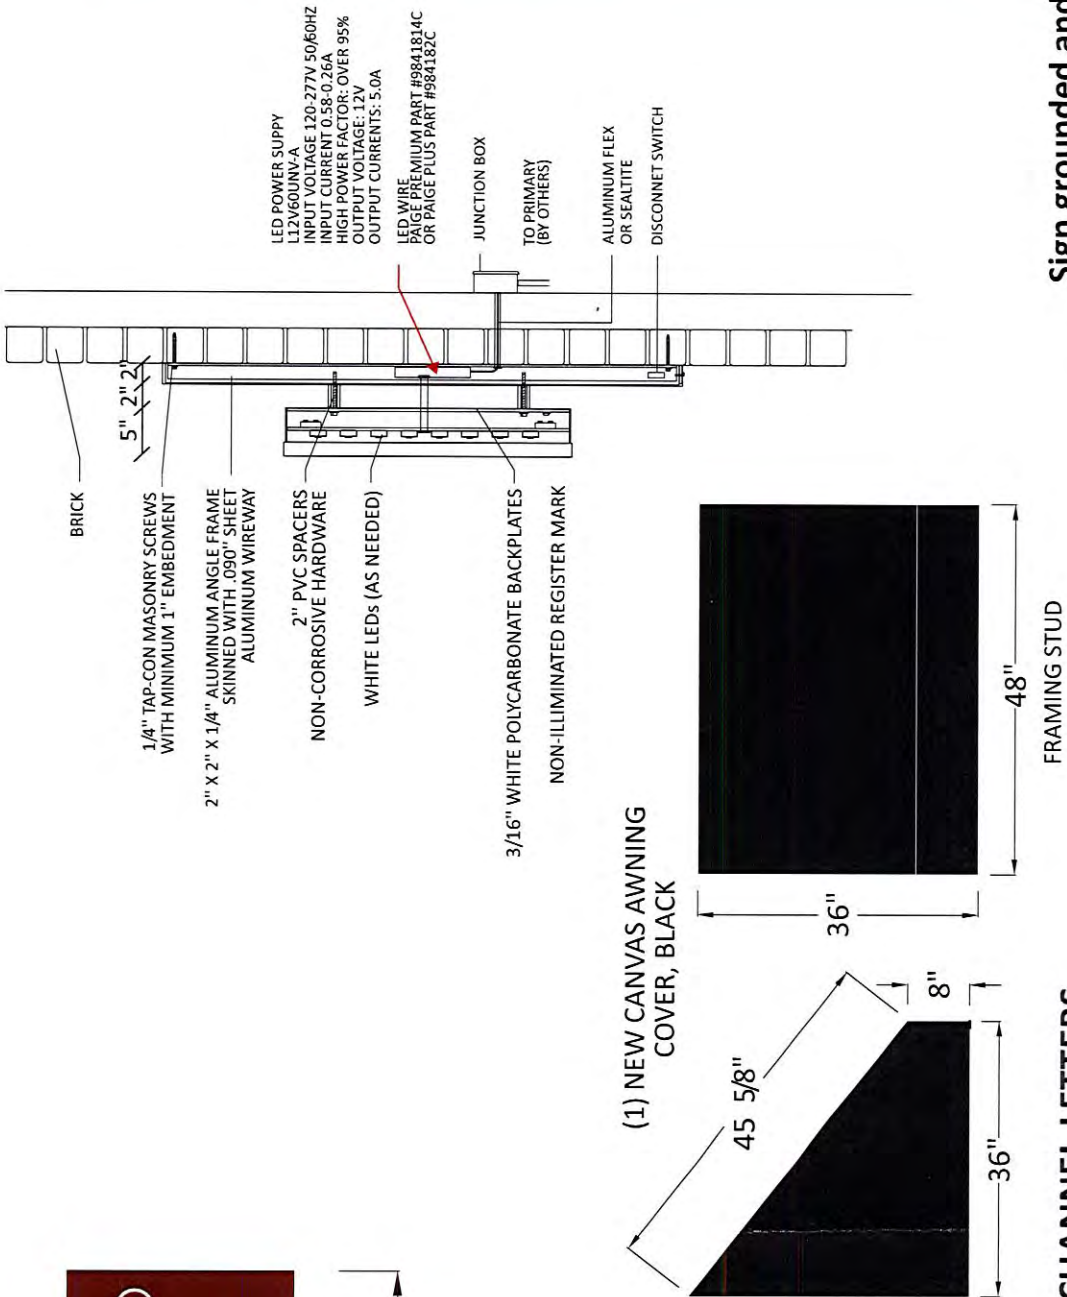 BRICK
5" 2" 2"
1/4" TAP-CON MASONRY SCREWS
WITH MINIMUM 1" EMBEDMENT
2" X 2" X 1/4" ALUMINUM ANGLE FRAME
SKINNED WITH .090" SHEET
ALUMINUM WIREWAY
2" PVC SPACERS
NON-CORROSIVE HARDWARE
WHITE LEDs (AS NEEDED)
3/16" WHITE POLYCARBONATE BACKPLATES
NON-ILLUMINATED REGISTER MARK
LED POWER SUPPY
L12V60UNV-A
INPUT VOLTAGE 120-277V 50/60HZ
INPUT CURRENT 0.58-0.26A
HIGH POWER FACTOR: OVER 95%
OUTPUT VOLTAGE: 12V
OUTPUT CURRENTS: 5.0A
LED WIRE
PAIGE PREMIUM PART #9841814C
OR PAIGE PLUS PART #984182C
JUNCTION BOX
TO PRIMARY
(BY OTHERS)
ALUMINUM FLEX
OR SEALTITE
DISCONNET SWITCH
(1) NEW CANVAS AWNING
COVER, BLACK
45 5/8"
8"
36"
36"
48"
FRAMING STUD
CHANNEL LETTERS
Sign grounded and